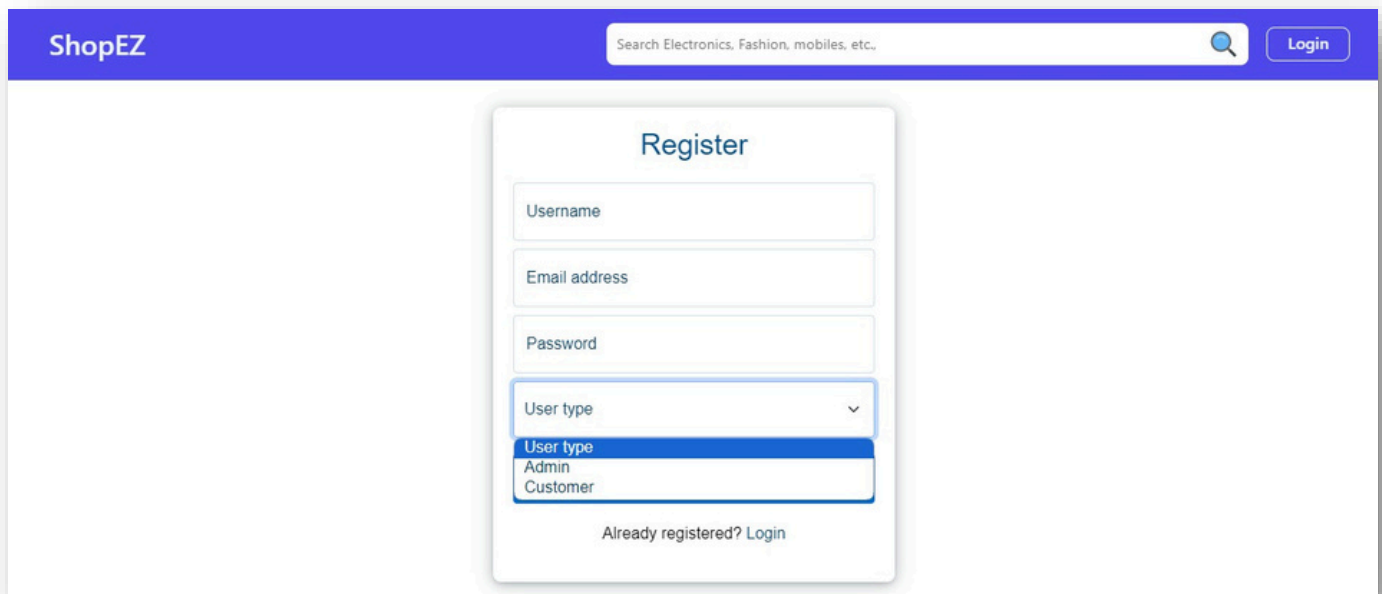 ShopEZ
Search Electronics, Fashion, mobiles, etc.,
Login
Register
Username
Email address
Password
User type
User type
Admin
Customer
Already registered? Login